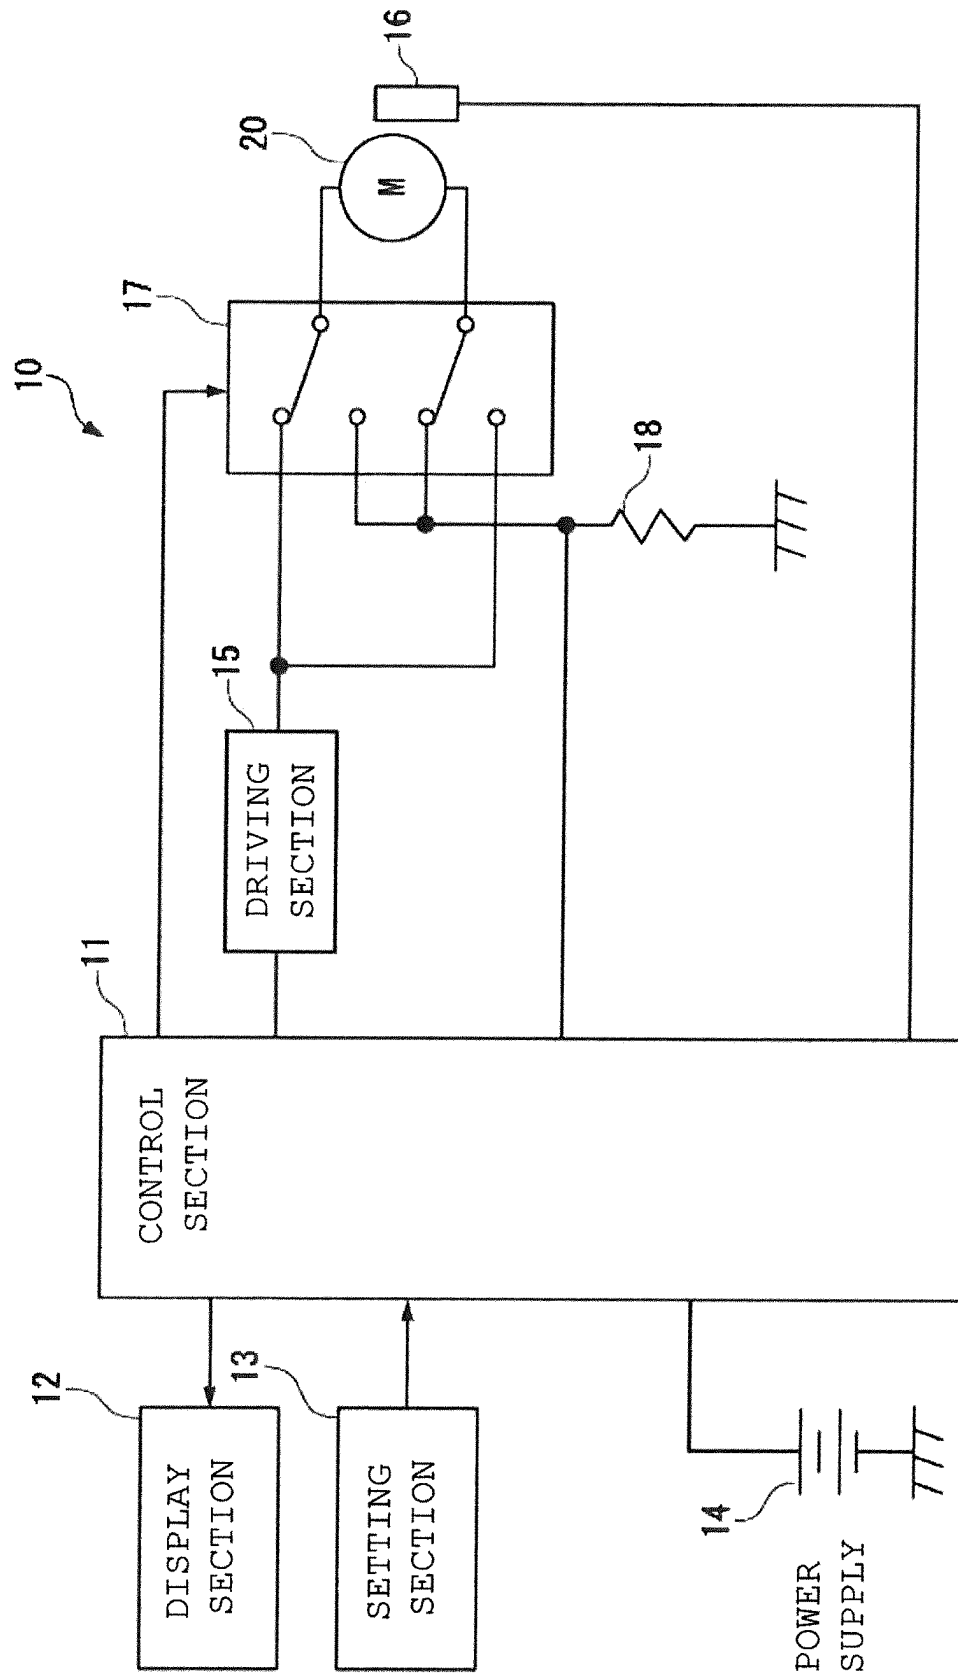 10
16
20
17
15
DRIVING
SECTION
M
18
11
CONTROL
SECTION
12
DISPLAY
SECTION
13
SETTING
SECTION
14
POWER
SUPPLY